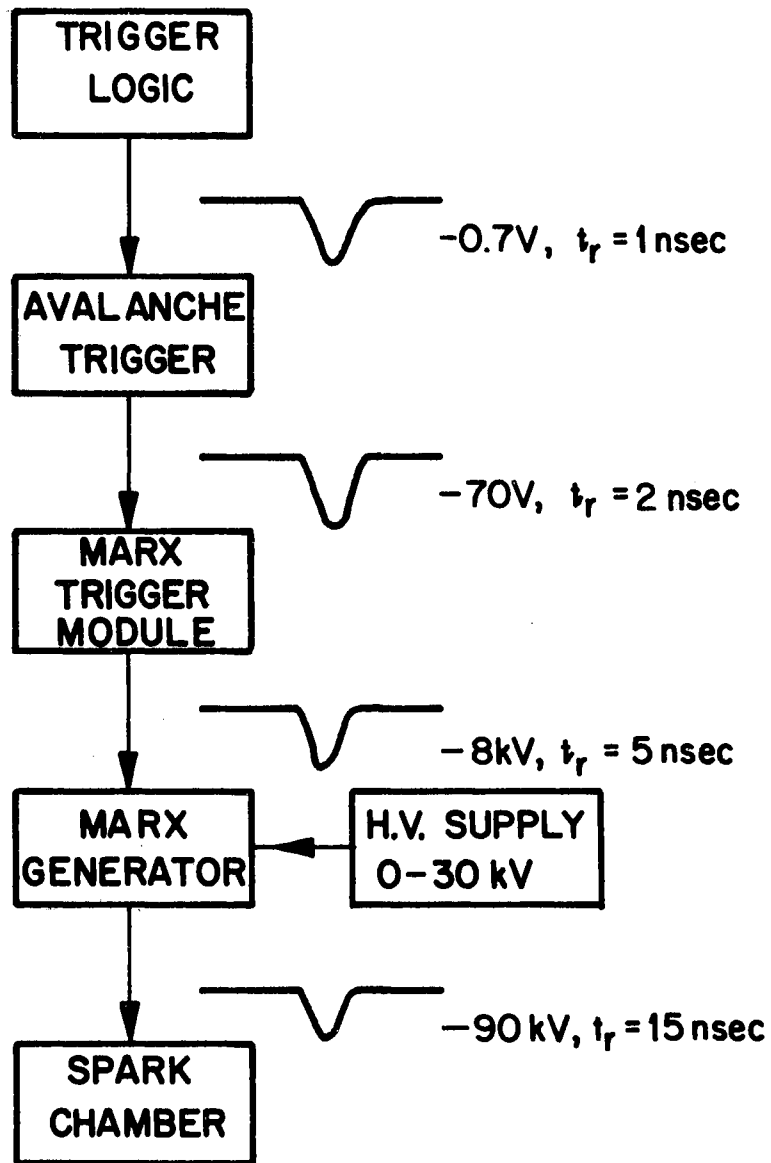 TRIGGER
LOGIC
-0.7V, tr = 1 nsec
AVALANCHE
TRIGGER
-70V, tr = 2 nsec
MARX
TRIGGER
MODULE
-8kV, tr = 5 nsec
MARX
GENERATOR
H.V. SUPPLY
0-30 kV
-90 kV, tr = 15 nsec
SPARK
CHAMBER